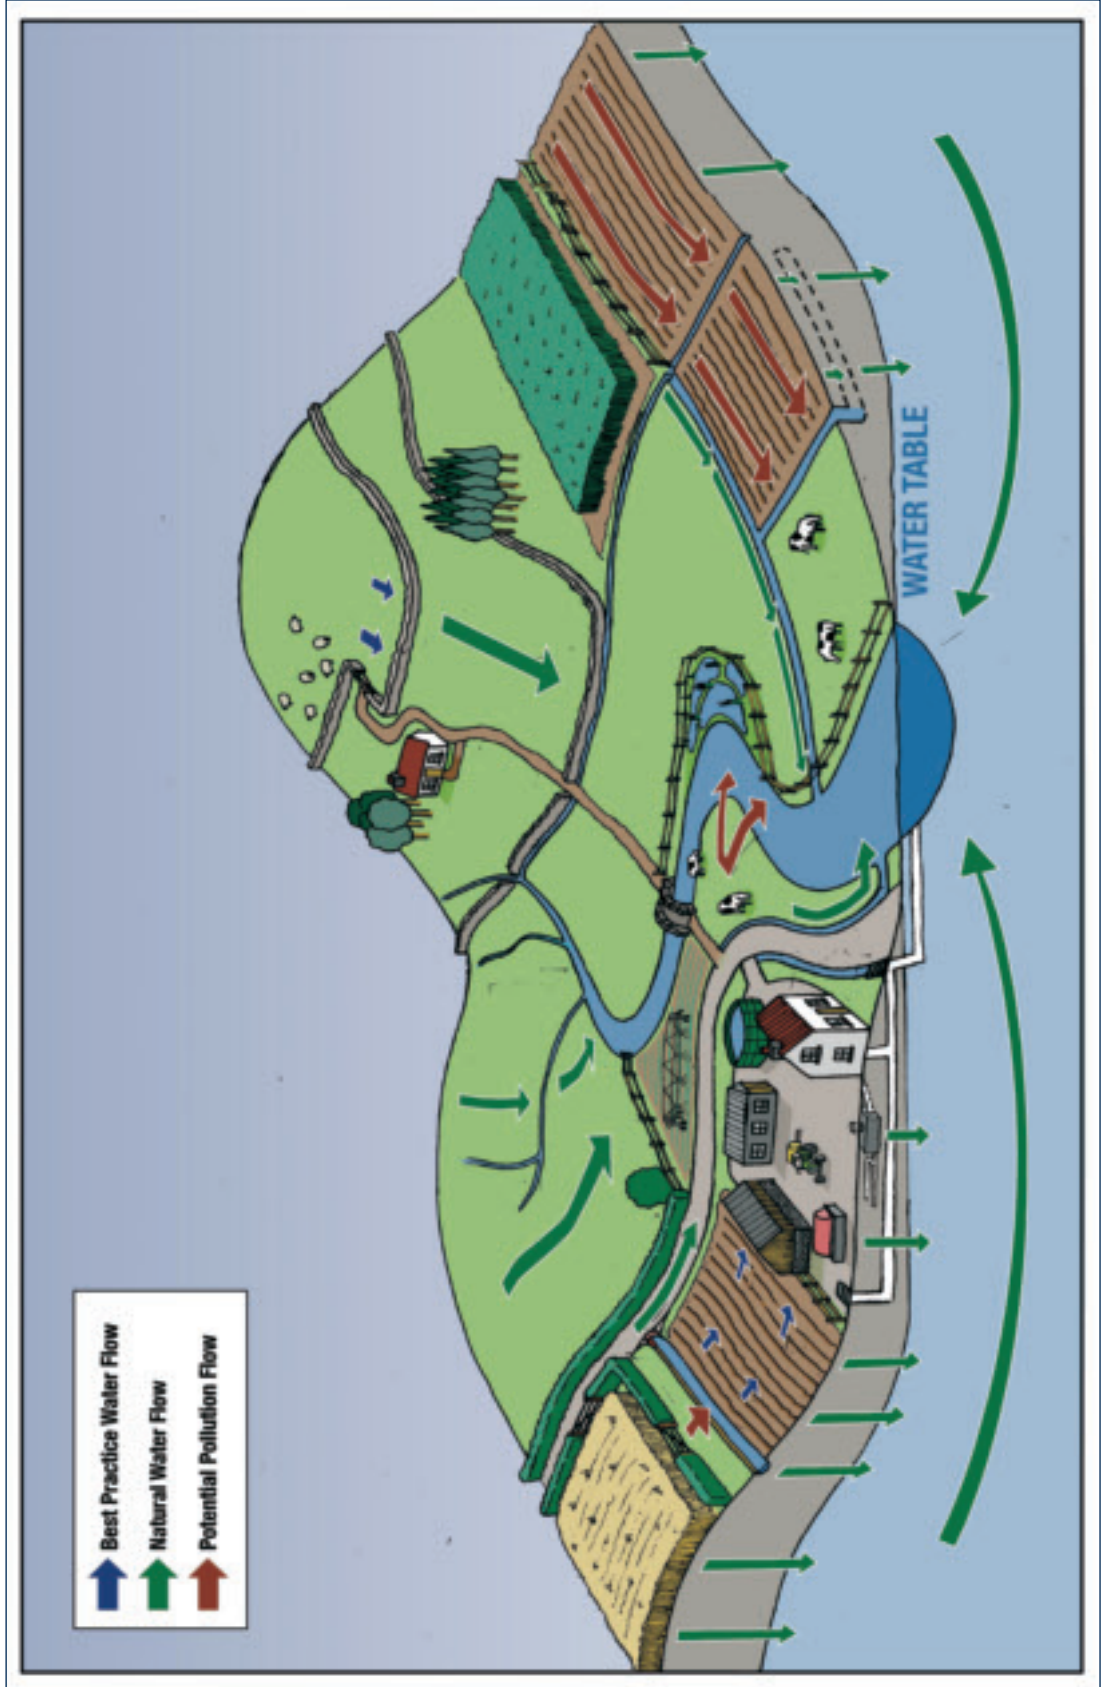 Best Practice Water Flow
Natural Water Flow
Potential Pollution Flow
WATER TABLE